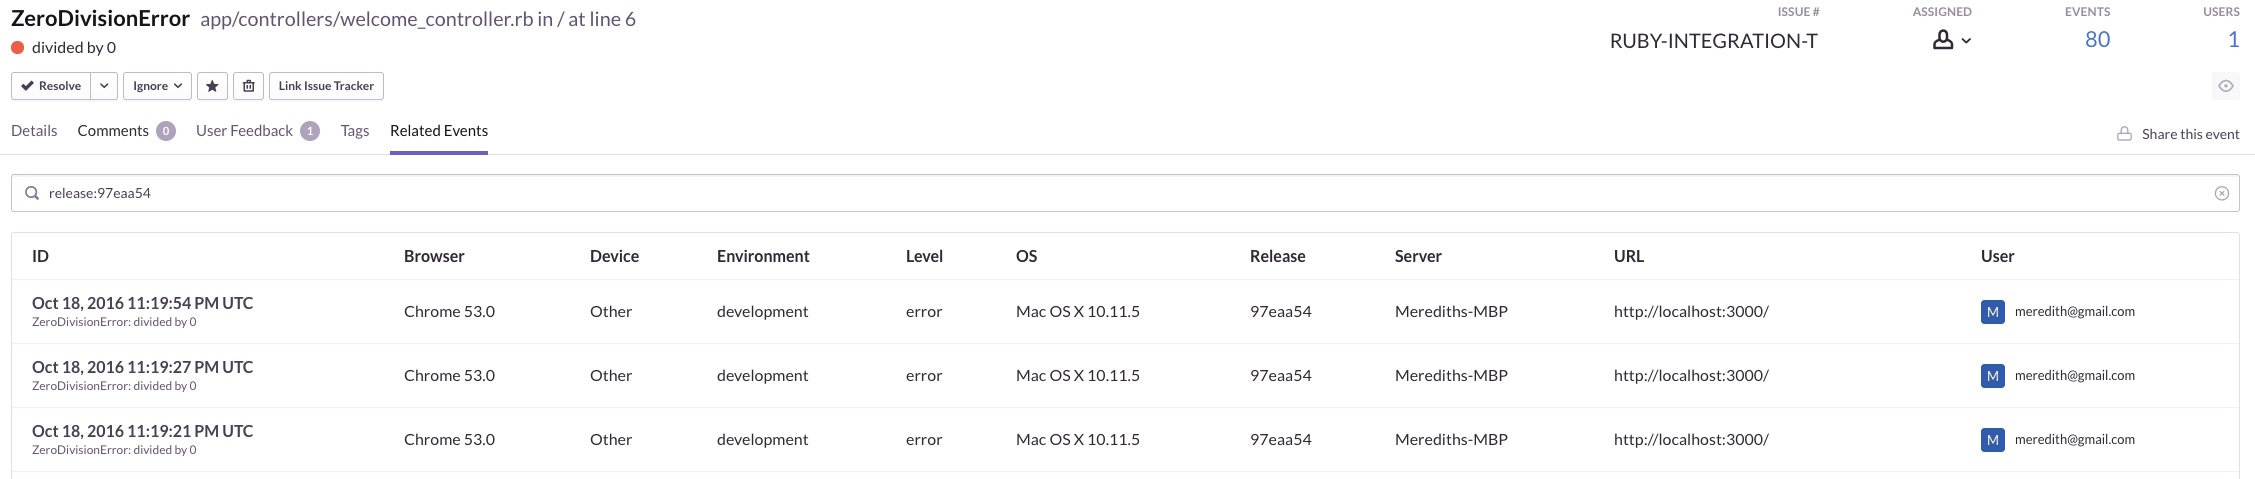 ZeroDivisionError app/controllers/welcome_controller.rb in / at line 6
ISSUE # ASSIGNED EVENTS USERS
divided by 0
RUBY-INTEGRATION-T 80 1
Resolve Ignore Link Issue Tracker
Details Comments 0 User Feedback 1 Tags Related Events Share this event
release:97eaa54
ID Browser Device Environment Level OS Release Server URL User
Oct 18, 2016 11:19:54 PM UTC
ZeroDivisionError: divided by 0
Chrome 53.0 Other development error Mac OS X 10.11.5 97eaa54 Merediths-MBP http://localhost:3000/ M meredith@gmail.com
Oct 18, 2016 11:19:27 PM UTC
ZeroDivisionError: divided by 0
Chrome 53.0 Other development error Mac OS X 10.11.5 97eaa54 Merediths-MBP http://localhost:3000/ M meredith@gmail.com
Oct 18, 2016 11:19:21 PM UTC
ZeroDivisionError: divided by 0
Chrome 53.0 Other development error Mac OS X 10.11.5 97eaa54 Merediths-MBP http://localhost:3000/ M meredith@gmail.com